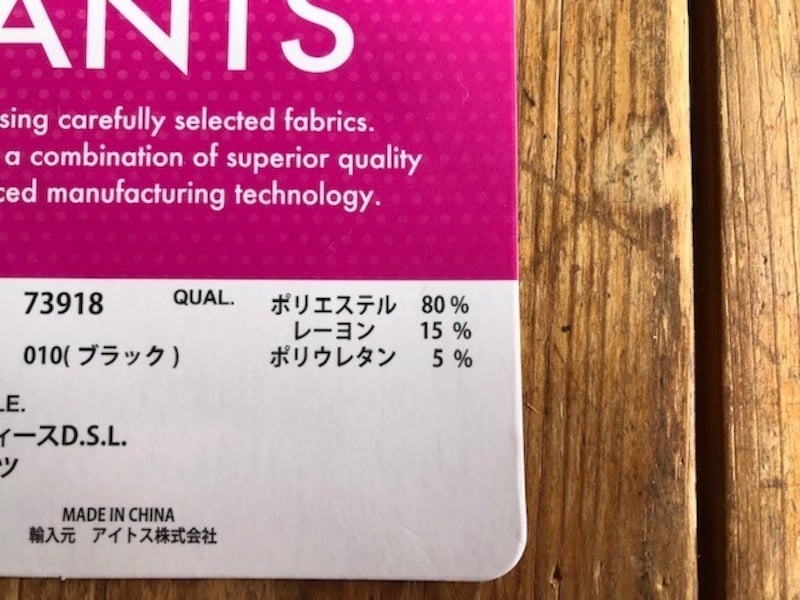 ANTS
sing carefully selected fabrics.
a combination of superior quality
ced manufacturing technology.
73918 QUAL. ポリエステル 80 %
レーヨン 15 %
010( ブラック ) ポリウレタン 5 %
LE.
ィースD.S.L.
ツ
MADE IN CHINA
輸入元 アイトス株式会社